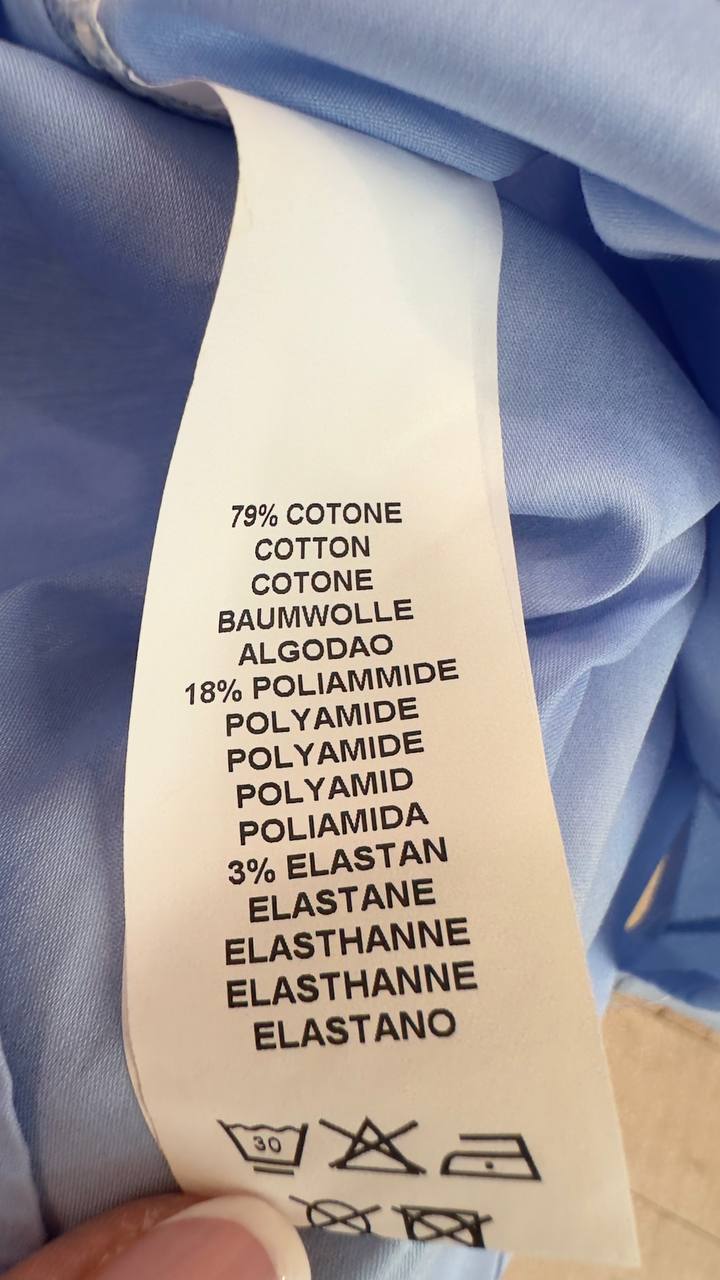 79% COTONE
COTTON
COTONE
BAUMWOLLE
ALGODAO
18% POLIAMMIDE
POLYAMIDE
POLYAMIDE
POLYAMID
POLIAMIDA
3% ELASTAN
ELASTANE
ELASTHANNE
ELASTHANNE
ELASTANO
30